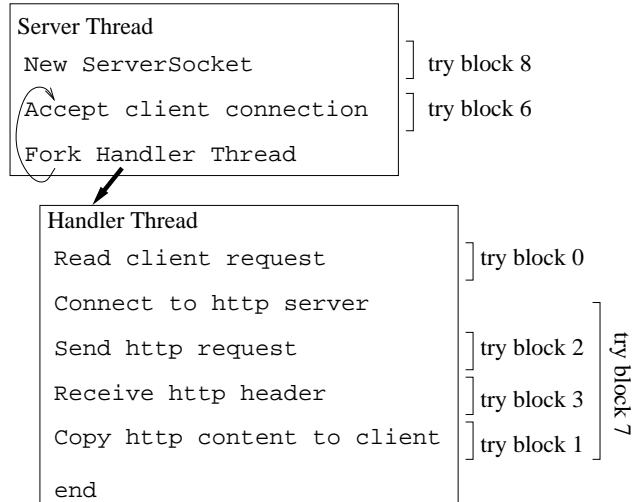 Server Thread
New ServerSocket
try block 8
Accept client connection
try block 6
Fork Handler Thread
Handler Thread
Read client request
try block 0
Connect to http server
Send http request
try block 2
Receive http header
try block 3
Copy http content to client
try block 1
try block 7
end